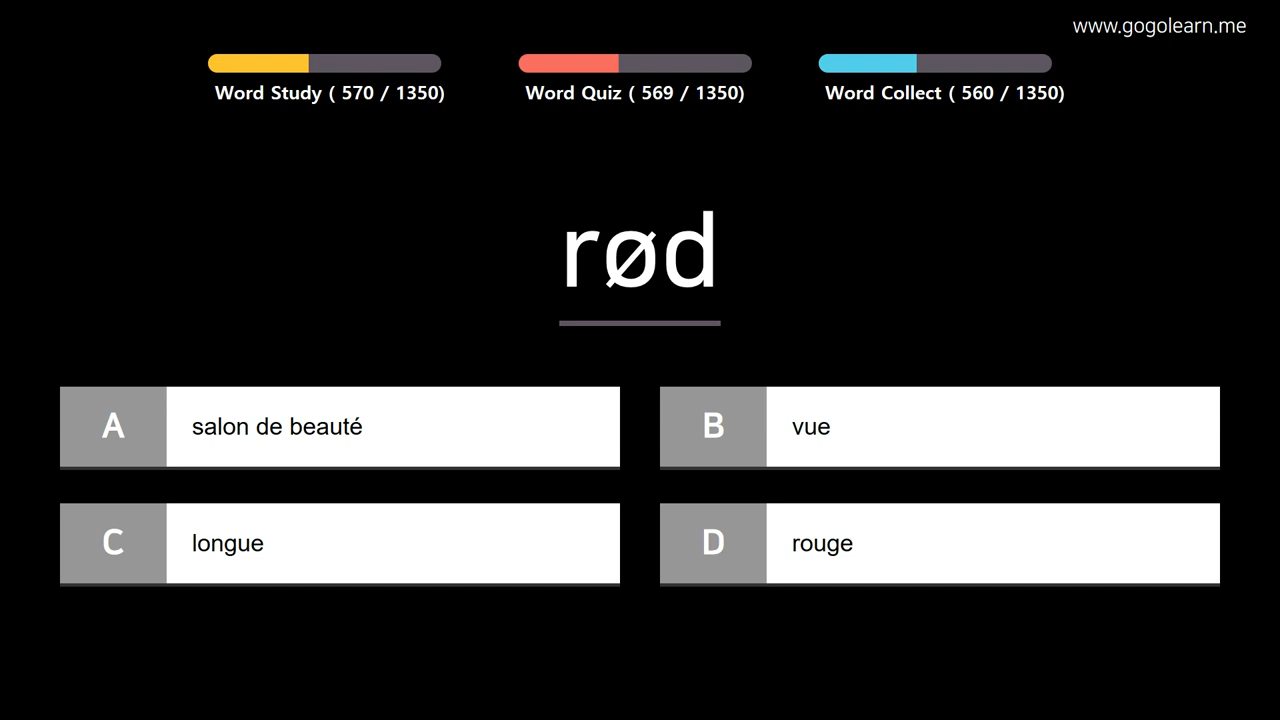 www.gogolearn.me
Word Study ( 570 / 1350)
Word Quiz ( 569 / 1350)
Word Collect ( 560 / 1350)
rød
A salon de beauté
B vue
C longue
D rouge